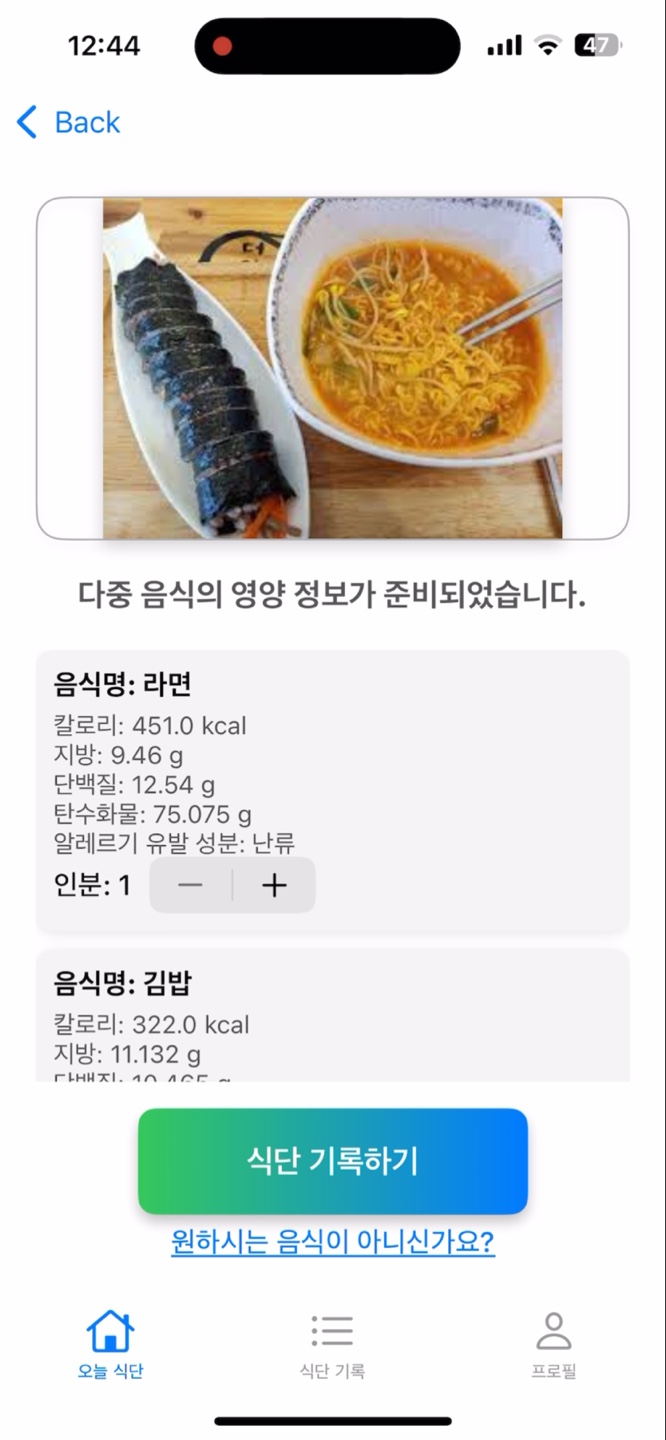 12:44
47
Back
다중 음식의 영양 정보가 준비되었습니다.
음식명: 라면
칼로리: 451.0 kcal
지방: 9.46 g
단백질: 12.54 g
탄수화물: 75.075 g
알레르기 유발 성분: 난류
인분: 1
음식명: 김밥
칼로리: 322.0 kcal
지방: 11.132 g
단백질: 10.465 g
식단 기록하기
원하시는 음식이 아니신가요?
오늘 식단
식단 기록
프로필